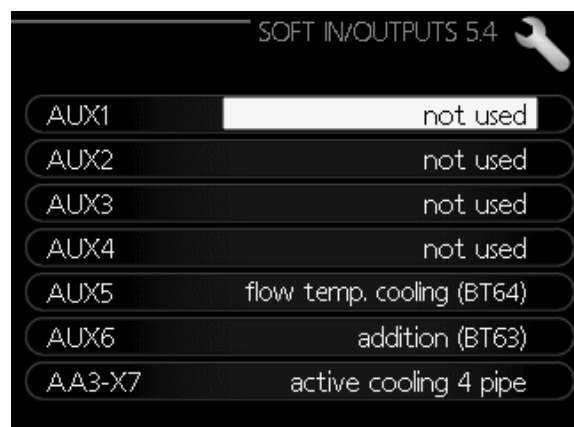 SOFT IN/OUTPUTS 5.4
AUX1 not used
AUX2 not used
AUX3 not used
AUX4 not used
AUX5 flow temp. cooling (BT64)
AUX6 addition (BT63)
AA3-X7 active cooling 4 pipe